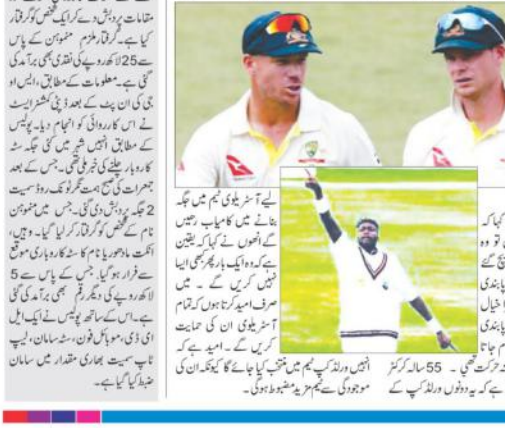 مقامات پر دبش دے کر ایک شخص کو گرفتار
کیا ہے۔ گرفتار ملزم منموہن کے پاس
سے 25 لاکھ روپے کی نقدی بھی برآمد کی
گئی ہے۔ معلومات کے مطابق، ایس او
جی کی ان پٹ کے بعد ڈپٹی کمشنر ایسٹ
نے اس کارروائی کو انجام دیا۔ پولیس
کے مطابق انہیں شہر میں کئی جگہ سٹہ
کاروبار چلنے کی خبر ملی تھی۔ جس کے بعد
جمعرات کی صبح ہمت نگر ٹونک روڈ سمیت
2 جگہ پر دبش دی گئی۔ جس میں منموہن
نام کے شخص کو گرفتار کر لیا گیا۔ وہیں،
انکت مادھو ریا نام کا سٹہ کاروباری موقع
سے فرار ہو گیا۔ جس کے پاس سے 5
لاکھ روپے کی دیگر رقم بھی برآمد کی گئی
ہے۔ اس کے ساتھ پولیس نے ایک ایل
ای ڈی، موبائل فون، سٹہ سامان، لیپ
ٹاپ سمیت بھاری مقدار میں سامان
ضبط کیا گیا ہے۔
کہا کہ
تو وہ
بچ گئے
پابندی
خیال
پابندی
جاتا
حرکت تھی ۔ 55 سالہ کرکٹر
ہے کہ یہ دونوں ورلڈ کپ کے
لیے آسٹریلوی ٹیم میں جگہ
بنانے میں کامیاب رہیں
گے انھوں نے کہا کہ یقین
ہے کہ وہ ایک بار پھر کبھی ایسا
نہیں کریں گے ۔ میں
صرف امید کرتا ہوں کہ تمام
آسٹریلوی ان کی حمایت
کریں گے ۔ امید ہے کہ
انہیں ورلڈ کپ ٹیم میں منتخب کیا جائے گا کیونکہ ان کی
موجودگی سے ٹیم مزید مضبوط ہوگی ۔